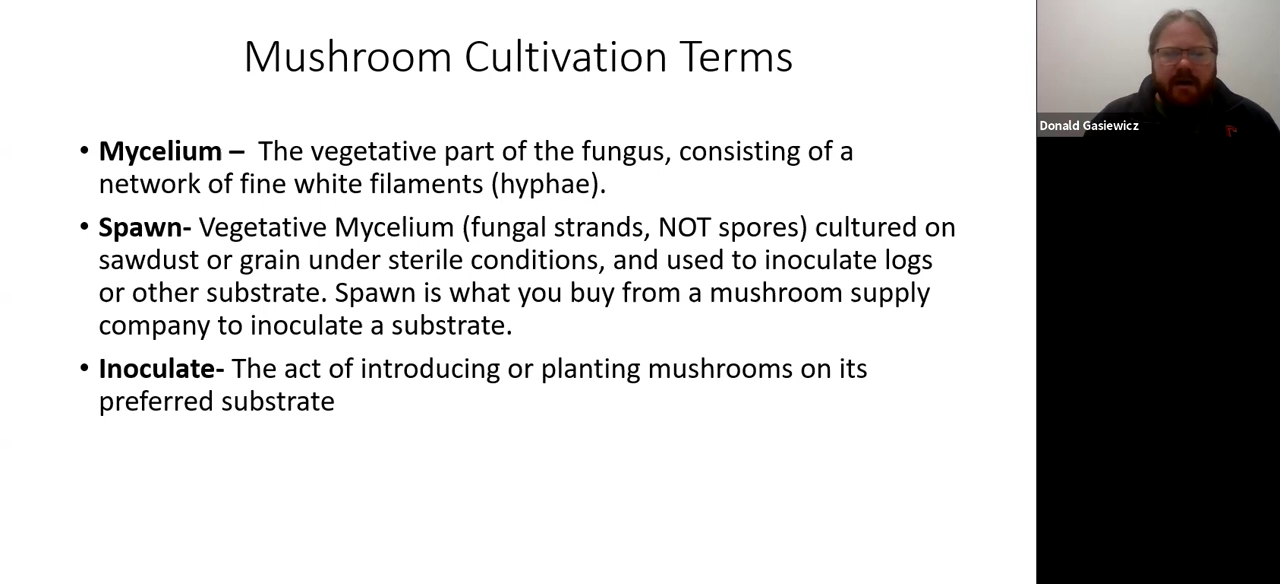 Mushroom Cultivation Terms
• Mycelium – The vegetative part of the fungus, consisting of a
network of fine white filaments (hyphae).
• Spawn- Vegetative Mycelium (fungal strands, NOT spores) cultured on
sawdust or grain under sterile conditions, and used to inoculate logs
or other substrate. Spawn is what you buy from a mushroom supply
company to inoculate a substrate.
• Inoculate- The act of introducing or planting mushrooms on its
preferred substrate
Donald Gasiewicz